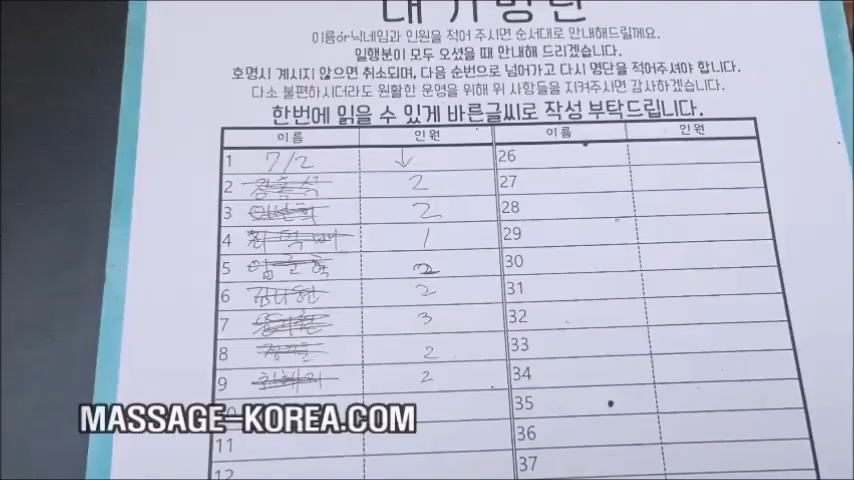 대기명단
이름or닉네임과 인원을 적어 주시면 순서대로 안내해드릴께요.
일행분이 모두 오셨을 때 안내해 드리겠습니다.
호명시 계시지 않으면 취소되며, 다음 순번으로 넘어가고 다시 명단을 적어주셔야 합니다.
다소 불편하시더라도 원활한 운영을 위해 위 사항들을 지켜주시면 감사하겠습니다.
한번에 읽을 수 있게 바른글씨로 작성 부탁드립니다.
이름 인원 이름 인원
1 7/2 ↓ 26
2 2 27
3 2 28
4 1 29
5 2 30
6 2 31
7 3 32
8 2 33
9 2 34
35
MASSAGE-KOREA.COM
11 36
12 37